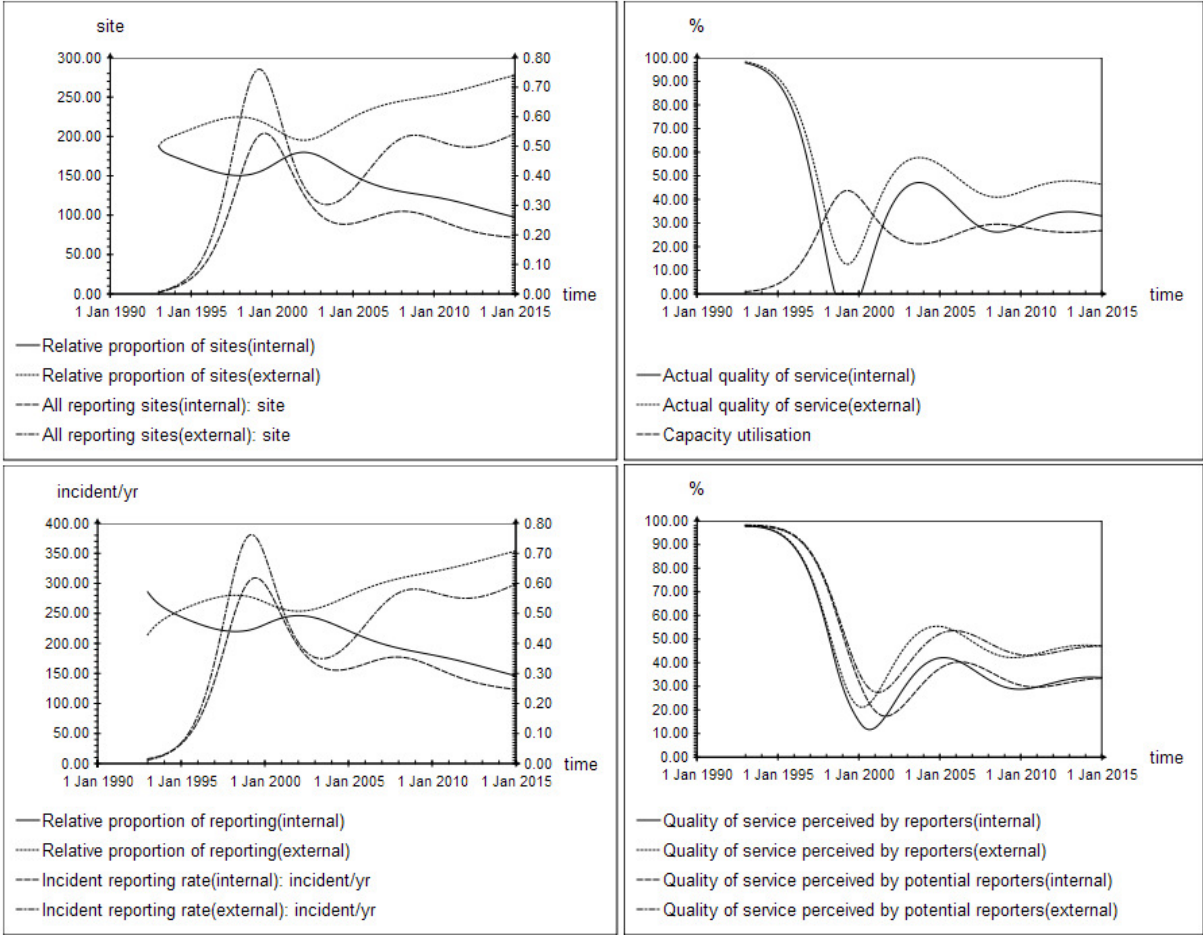 site
300.00
250.00
200.00
150.00
100.00
50.00
0.00
0.80
0.70
0.60
0.50
0.40
0.30
0.20
0.10
0.00
time
1 Jan 1990 1 Jan 1995 1 Jan 2000 1 Jan 2005 1 Jan 2010 1 Jan 2015
Relative proportion of sites(internal)
Relative proportion of sites(external)
All reporting sites(internal): site
All reporting sites(external): site
%
100.00
90.00
80.00
70.00
60.00
50.00
40.00
30.00
20.00
10.00
0.00
time
1 Jan 1990 1 Jan 1995 1 Jan 2000 1 Jan 2005 1 Jan 2010 1 Jan 2015
Actual quality of service(internal)
Actual quality of service(external)
Capacity utilisation
incident/yr
400.00
350.00
300.00
250.00
200.00
150.00
100.00
50.00
0.00
0.80
0.70
0.60
0.50
0.40
0.30
0.20
0.10
0.00
time
1 Jan 1990 1 Jan 1995 1 Jan 2000 1 Jan 2005 1 Jan 2010 1 Jan 2015
Relative proportion of reporting(internal)
Relative proportion of reporting(external)
Incident reporting rate(internal): incident/yr
Incident reporting rate(external): incident/yr
%
100.00
90.00
80.00
70.00
60.00
50.00
40.00
30.00
20.00
10.00
0.00
time
1 Jan 1990 1 Jan 1995 1 Jan 2000 1 Jan 2005 1 Jan 2010 1 Jan 2015
Quality of service perceived by reporters(internal)
Quality of service perceived by reporters(external)
Quality of service perceived by potential reporters(internal)
Quality of service perceived by potential reporters(external)